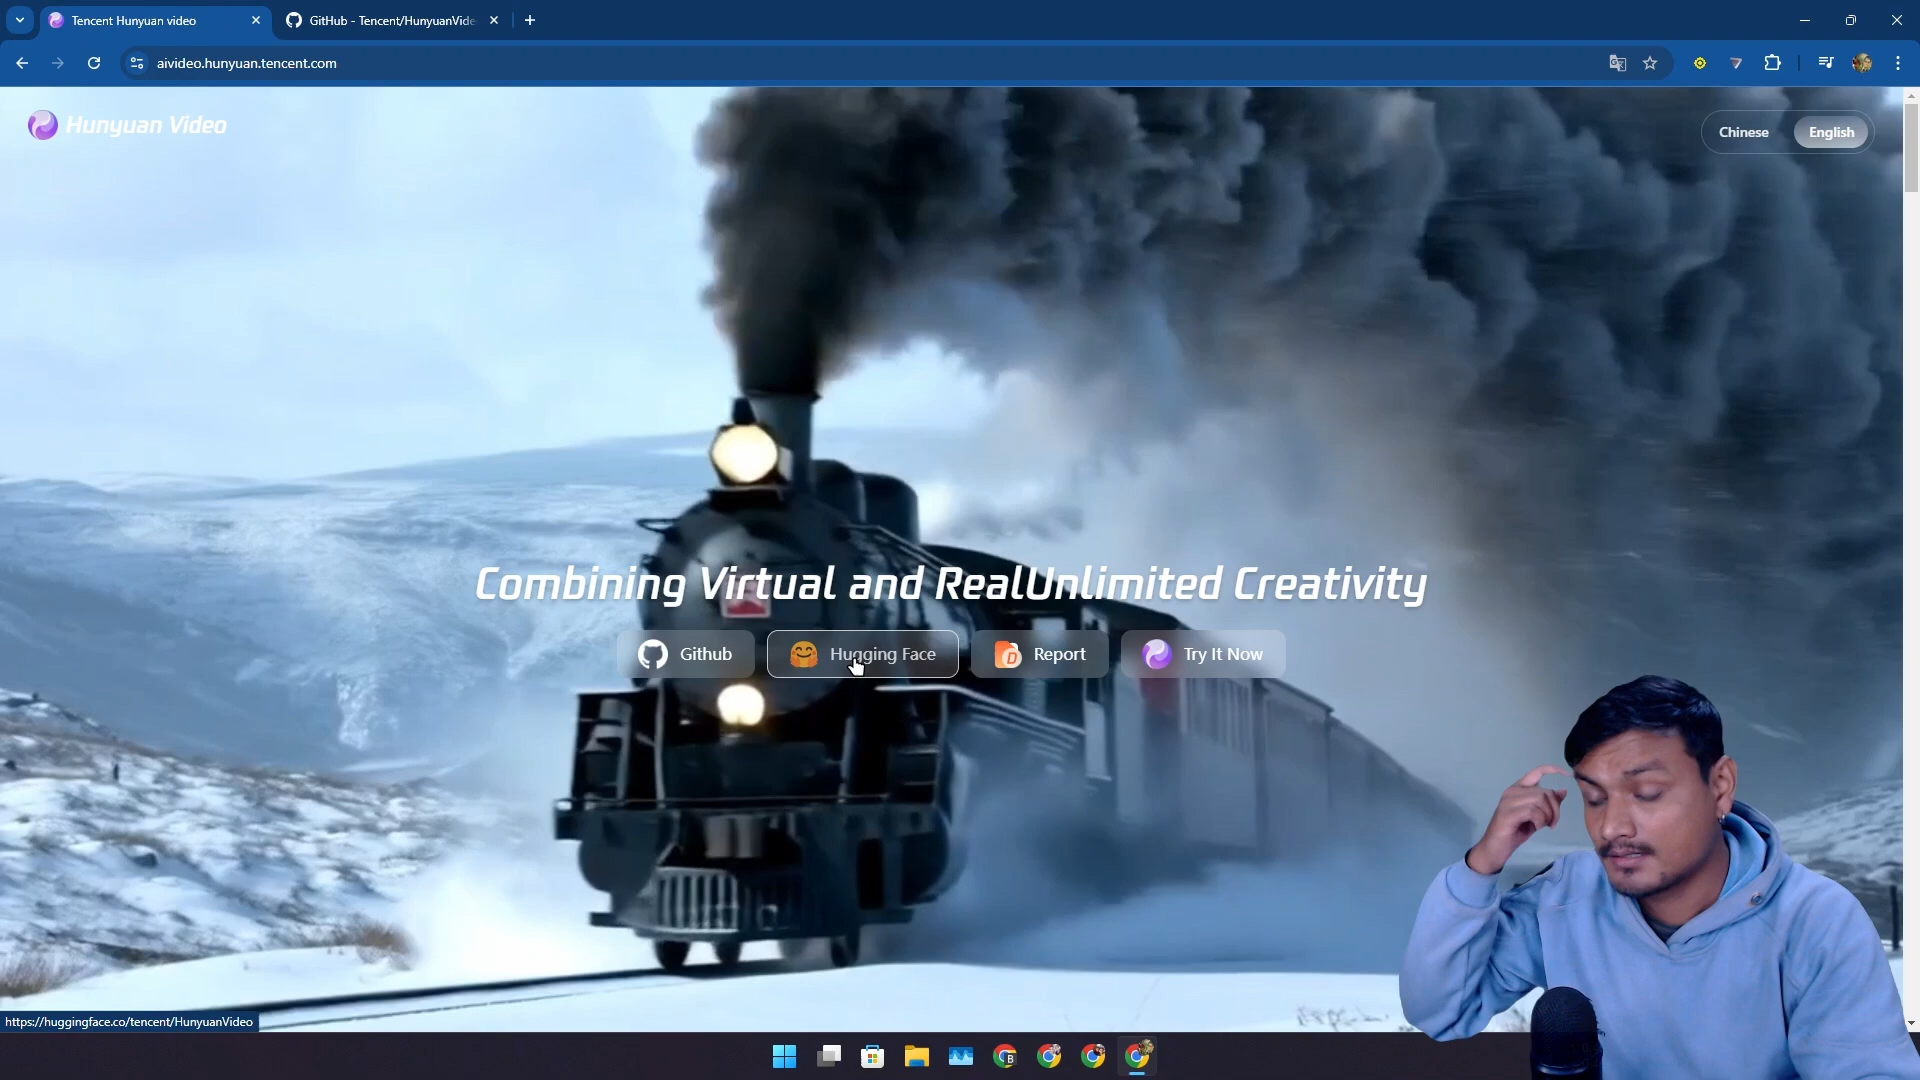 Tencent Hunyuan video
GitHub - Tencent/HunyuanVide
aivideo.hunyuan.tencent.com
Hunyuan Video
Chinese
English
Combining Virtual and RealUnlimited Creativity
Github
Hugging Face
Report
Try It Now
https://huggingface.co/tencent/HunyuanVideo